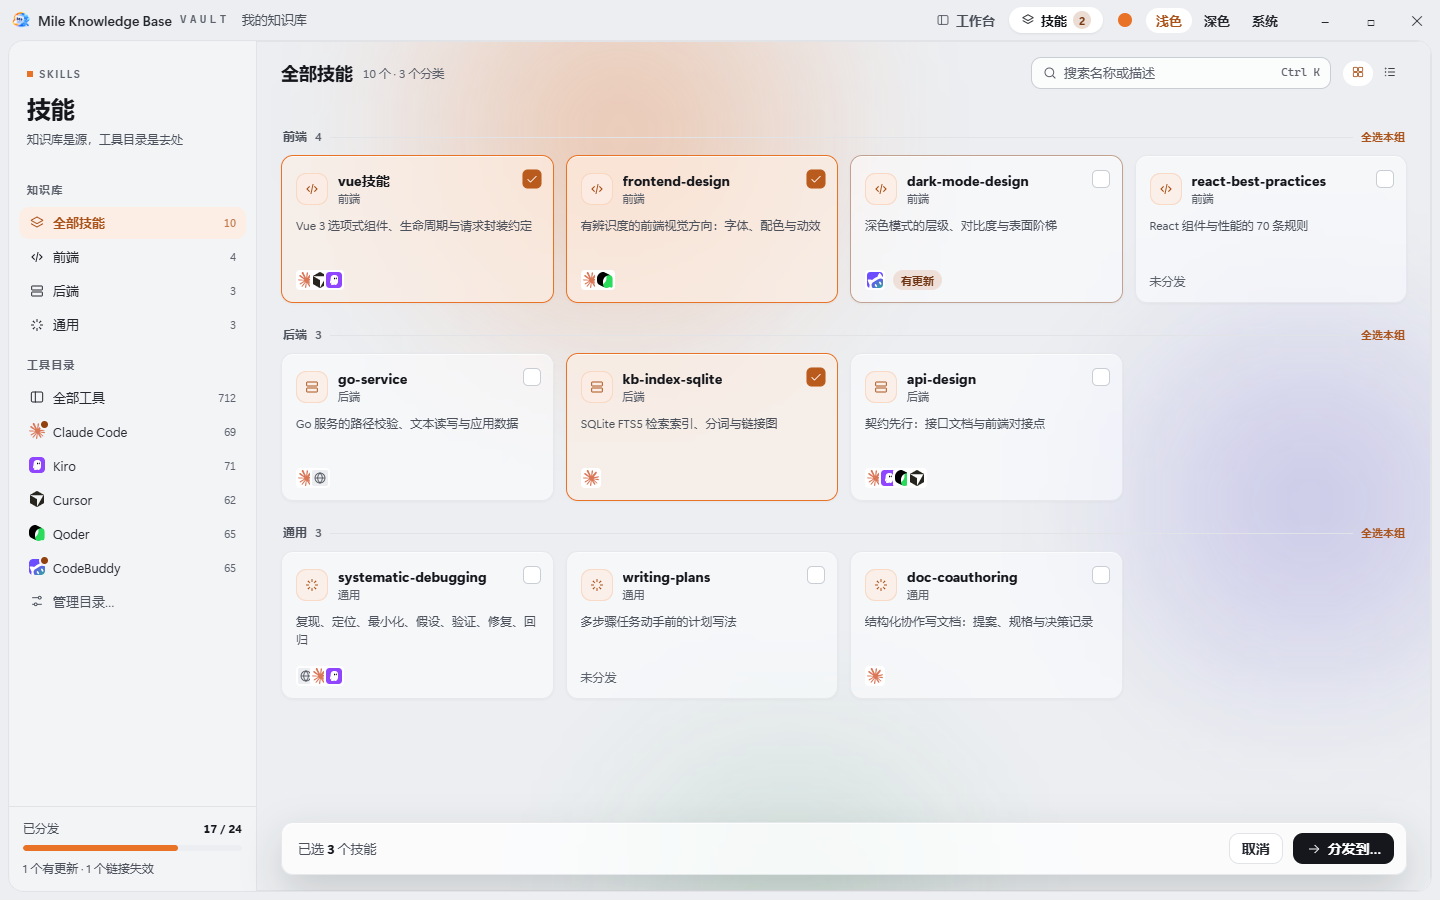 Mile Knowledge Base VAULT 我的知识库
工作台
技能 2
浅色 深色 系统
SKILLS
技能
知识库是源，工具目录是去处
知识库
全部技能 10
前端 4
后端 3
通用 3
工具目录
全部工具 712
Claude Code 69
Kiro 71
Cursor 62
Qoder 65
CodeBuddy 65
管理目录...
已分发 17 / 24
1 个有更新 · 1 个链接失效
全部技能 10 个 · 3 个分类
搜索名称或描述 Ctrl K
前端 4 全选本组
vue技能
前端
Vue 3 选项式组件、生命周期与请求封装约定
frontend-design
前端
有辨识度的前端视觉方向：字体、配色与动效
dark-mode-design
前端
深色模式的层级、对比度与表面阶梯
有更新
react-best-practices
前端
React 组件与性能的 70 条规则
未分发
后端 3 全选本组
go-service
后端
Go 服务的路径校验、文本读写与应用数据
kb-index-sqlite
后端
SQLite FTS5 检索索引、分词与链接图
api-design
后端
契约先行：接口文档与前端对接点
通用 3 全选本组
systematic-debugging
通用
复现、定位、最小化、假设、验证、修复、回
归
writing-plans
通用
多步骤任务动手前的计划写法
未分发
doc-coauthoring
通用
结构化协作写文档：提案、规格与决策记录
已选 3 个技能
取消
分发到...